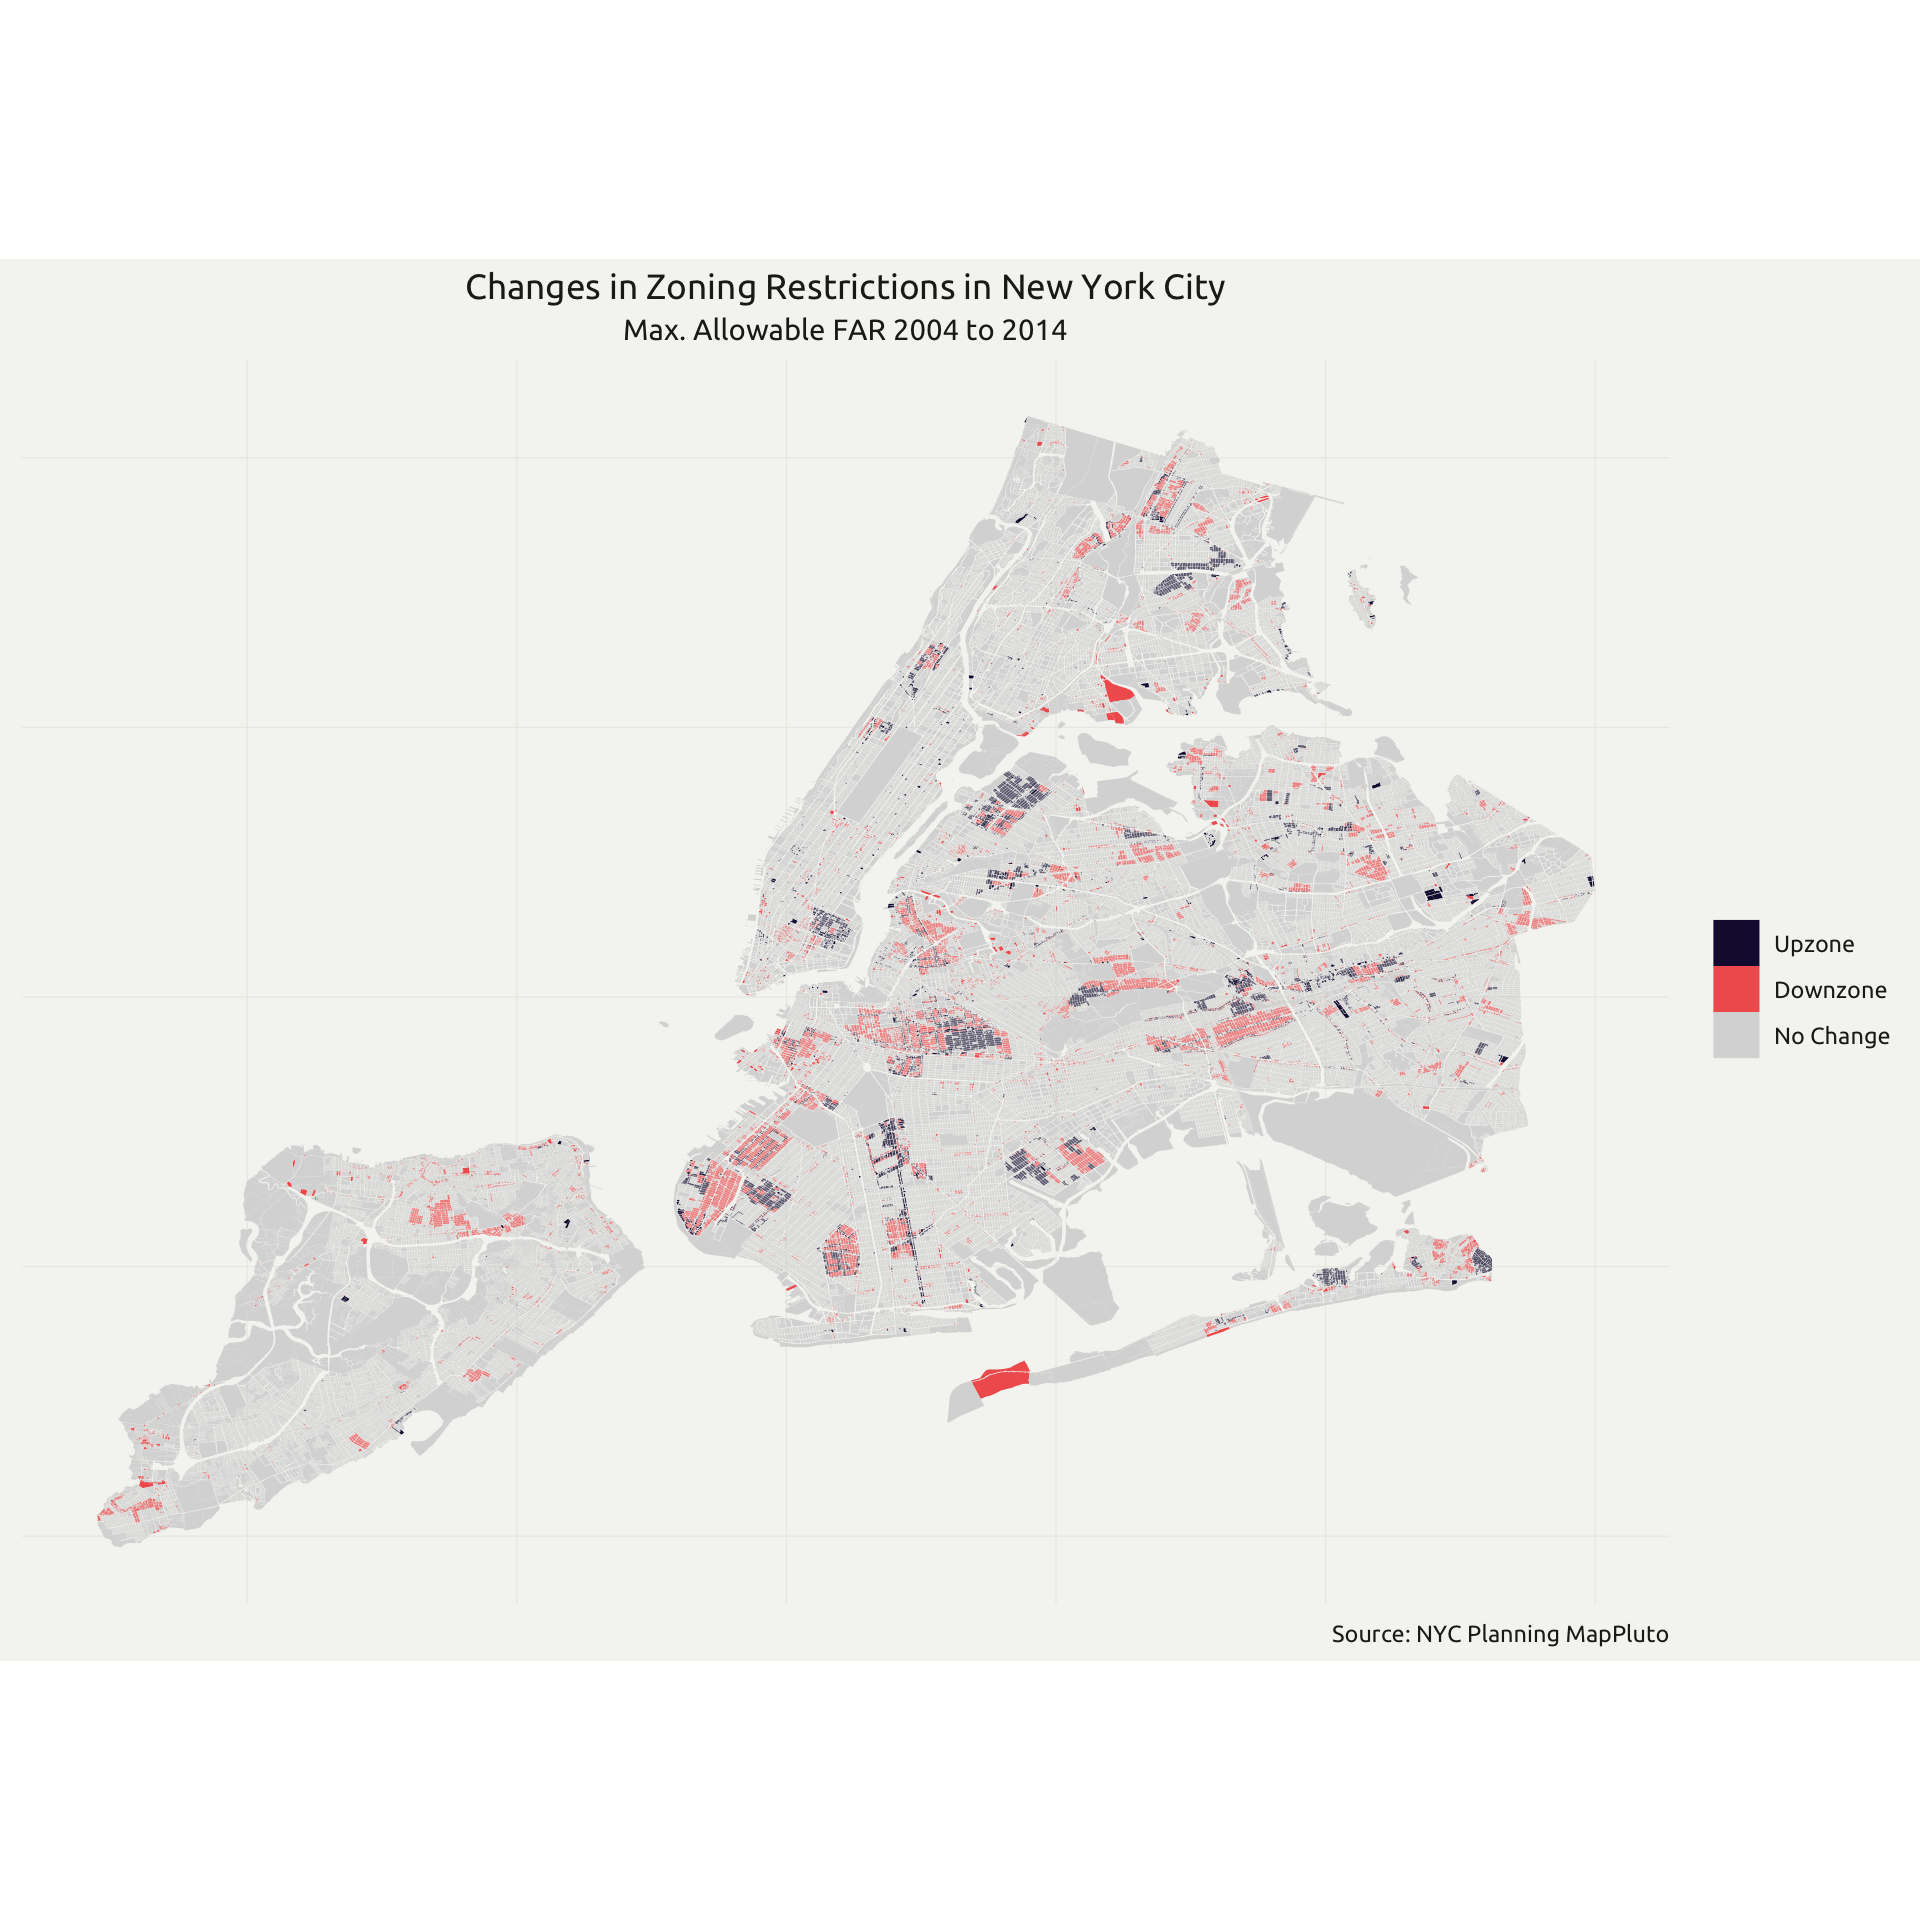 Changes in Zoning Restrictions in New York City
Max. Allowable FAR 2004 to 2014
Upzone
Downzone
No Change
Source: NYC Planning MapPluto